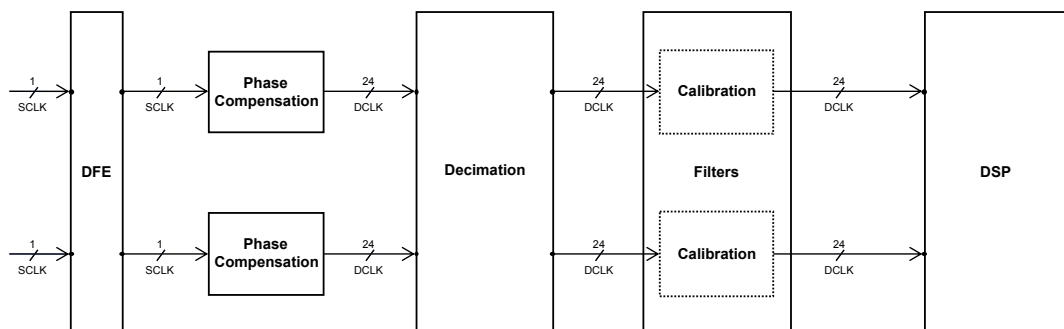 1
SCLK
DFE
1
SCLK
Phase
Compensation
24
DCLK
Decimation
24
DCLK
Filters
Calibration
24
DCLK
DSP
1
SCLK
1
SCLK
Phase
Compensation
24
DCLK
24
DCLK
Calibration
24
DCLK